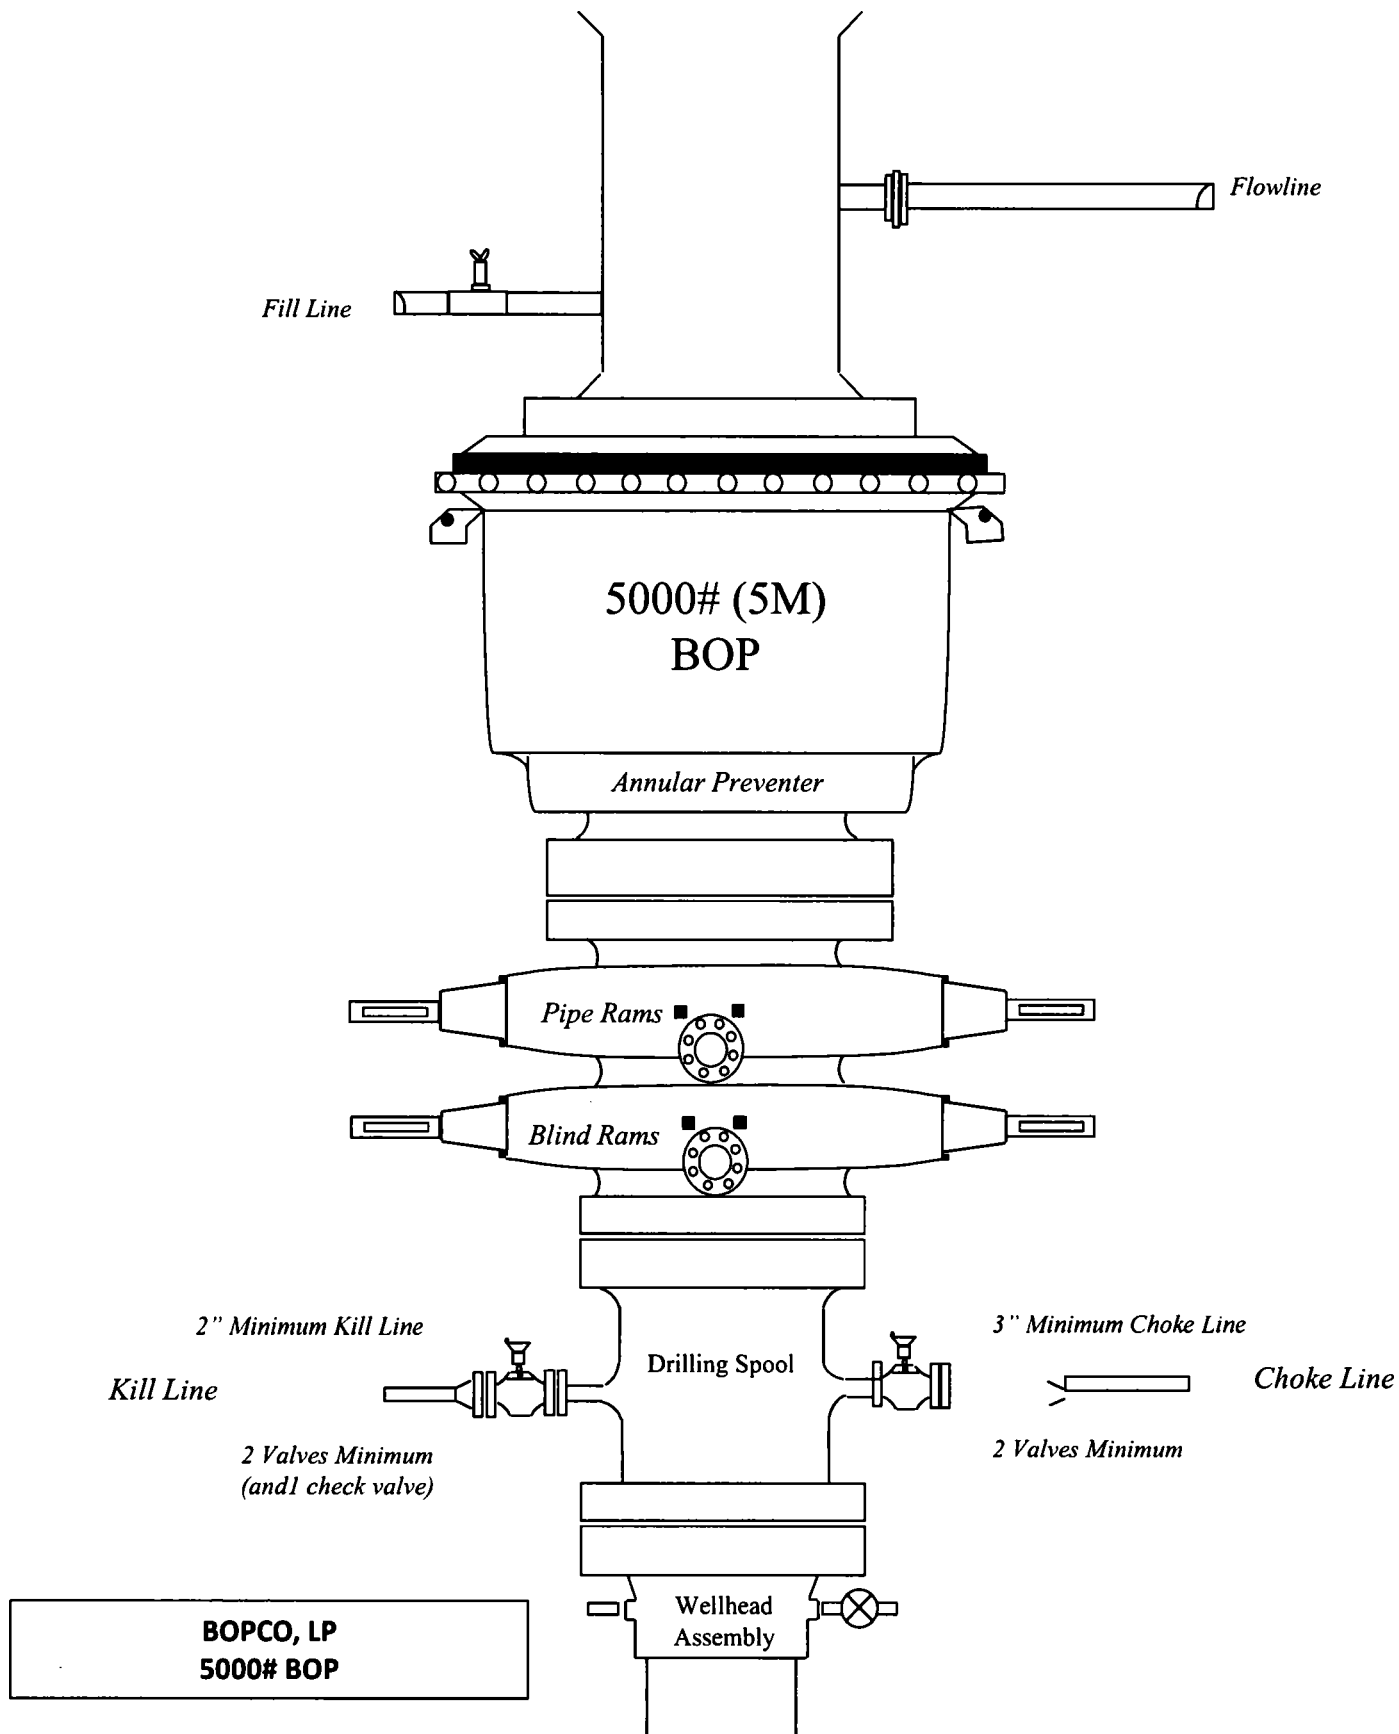 Flowline
Fill Line
5000# (5M)
BOP
Annular Preventer
Pipe Rams
Blind Rams
2" Minimum Kill Line
3" Minimum Choke Line
Drilling Spool
Kill Line
Choke Line
2 Valves Minimum
(and1 check valve)
2 Valves Minimum
Wellhead
Assembly
BOPCO, LP
5000# BOP